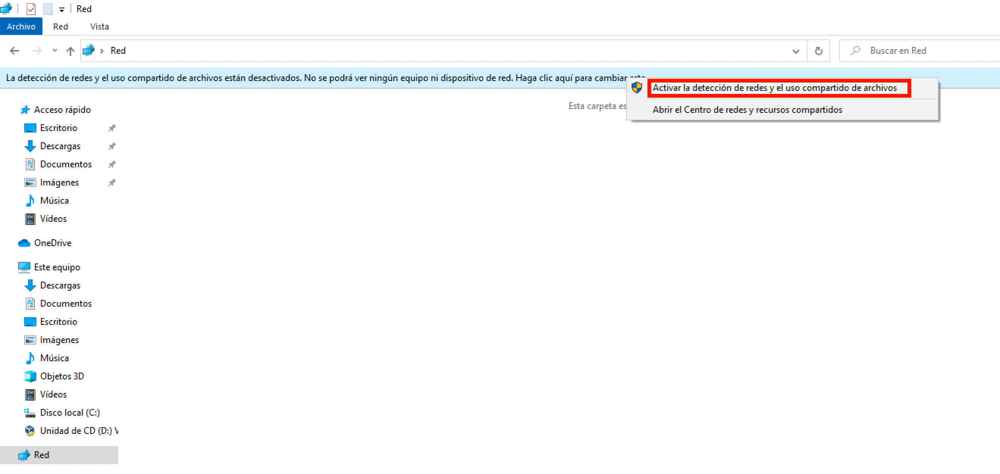 Red
Archivo Red Vista
Red
Buscar en Red
La detección de redes y el uso compartido de archivos están desactivados. No se podrá ver ningún equipo ni dispositivo de red. Haga clic aquí para cambiar
Activar la detección de redes y el uso compartido de archivos
Esta carpeta es
Abrir el Centro de redes y recursos compartidos
Acceso rápido
Escritorio
Descargas
Documentos
Imágenes
Música
Vídeos
OneDrive
Este equipo
Descargas
Documentos
Escritorio
Imágenes
Música
Objetos 3D
Vídeos
Disco local (C:)
Unidad de CD (D:) V
Red